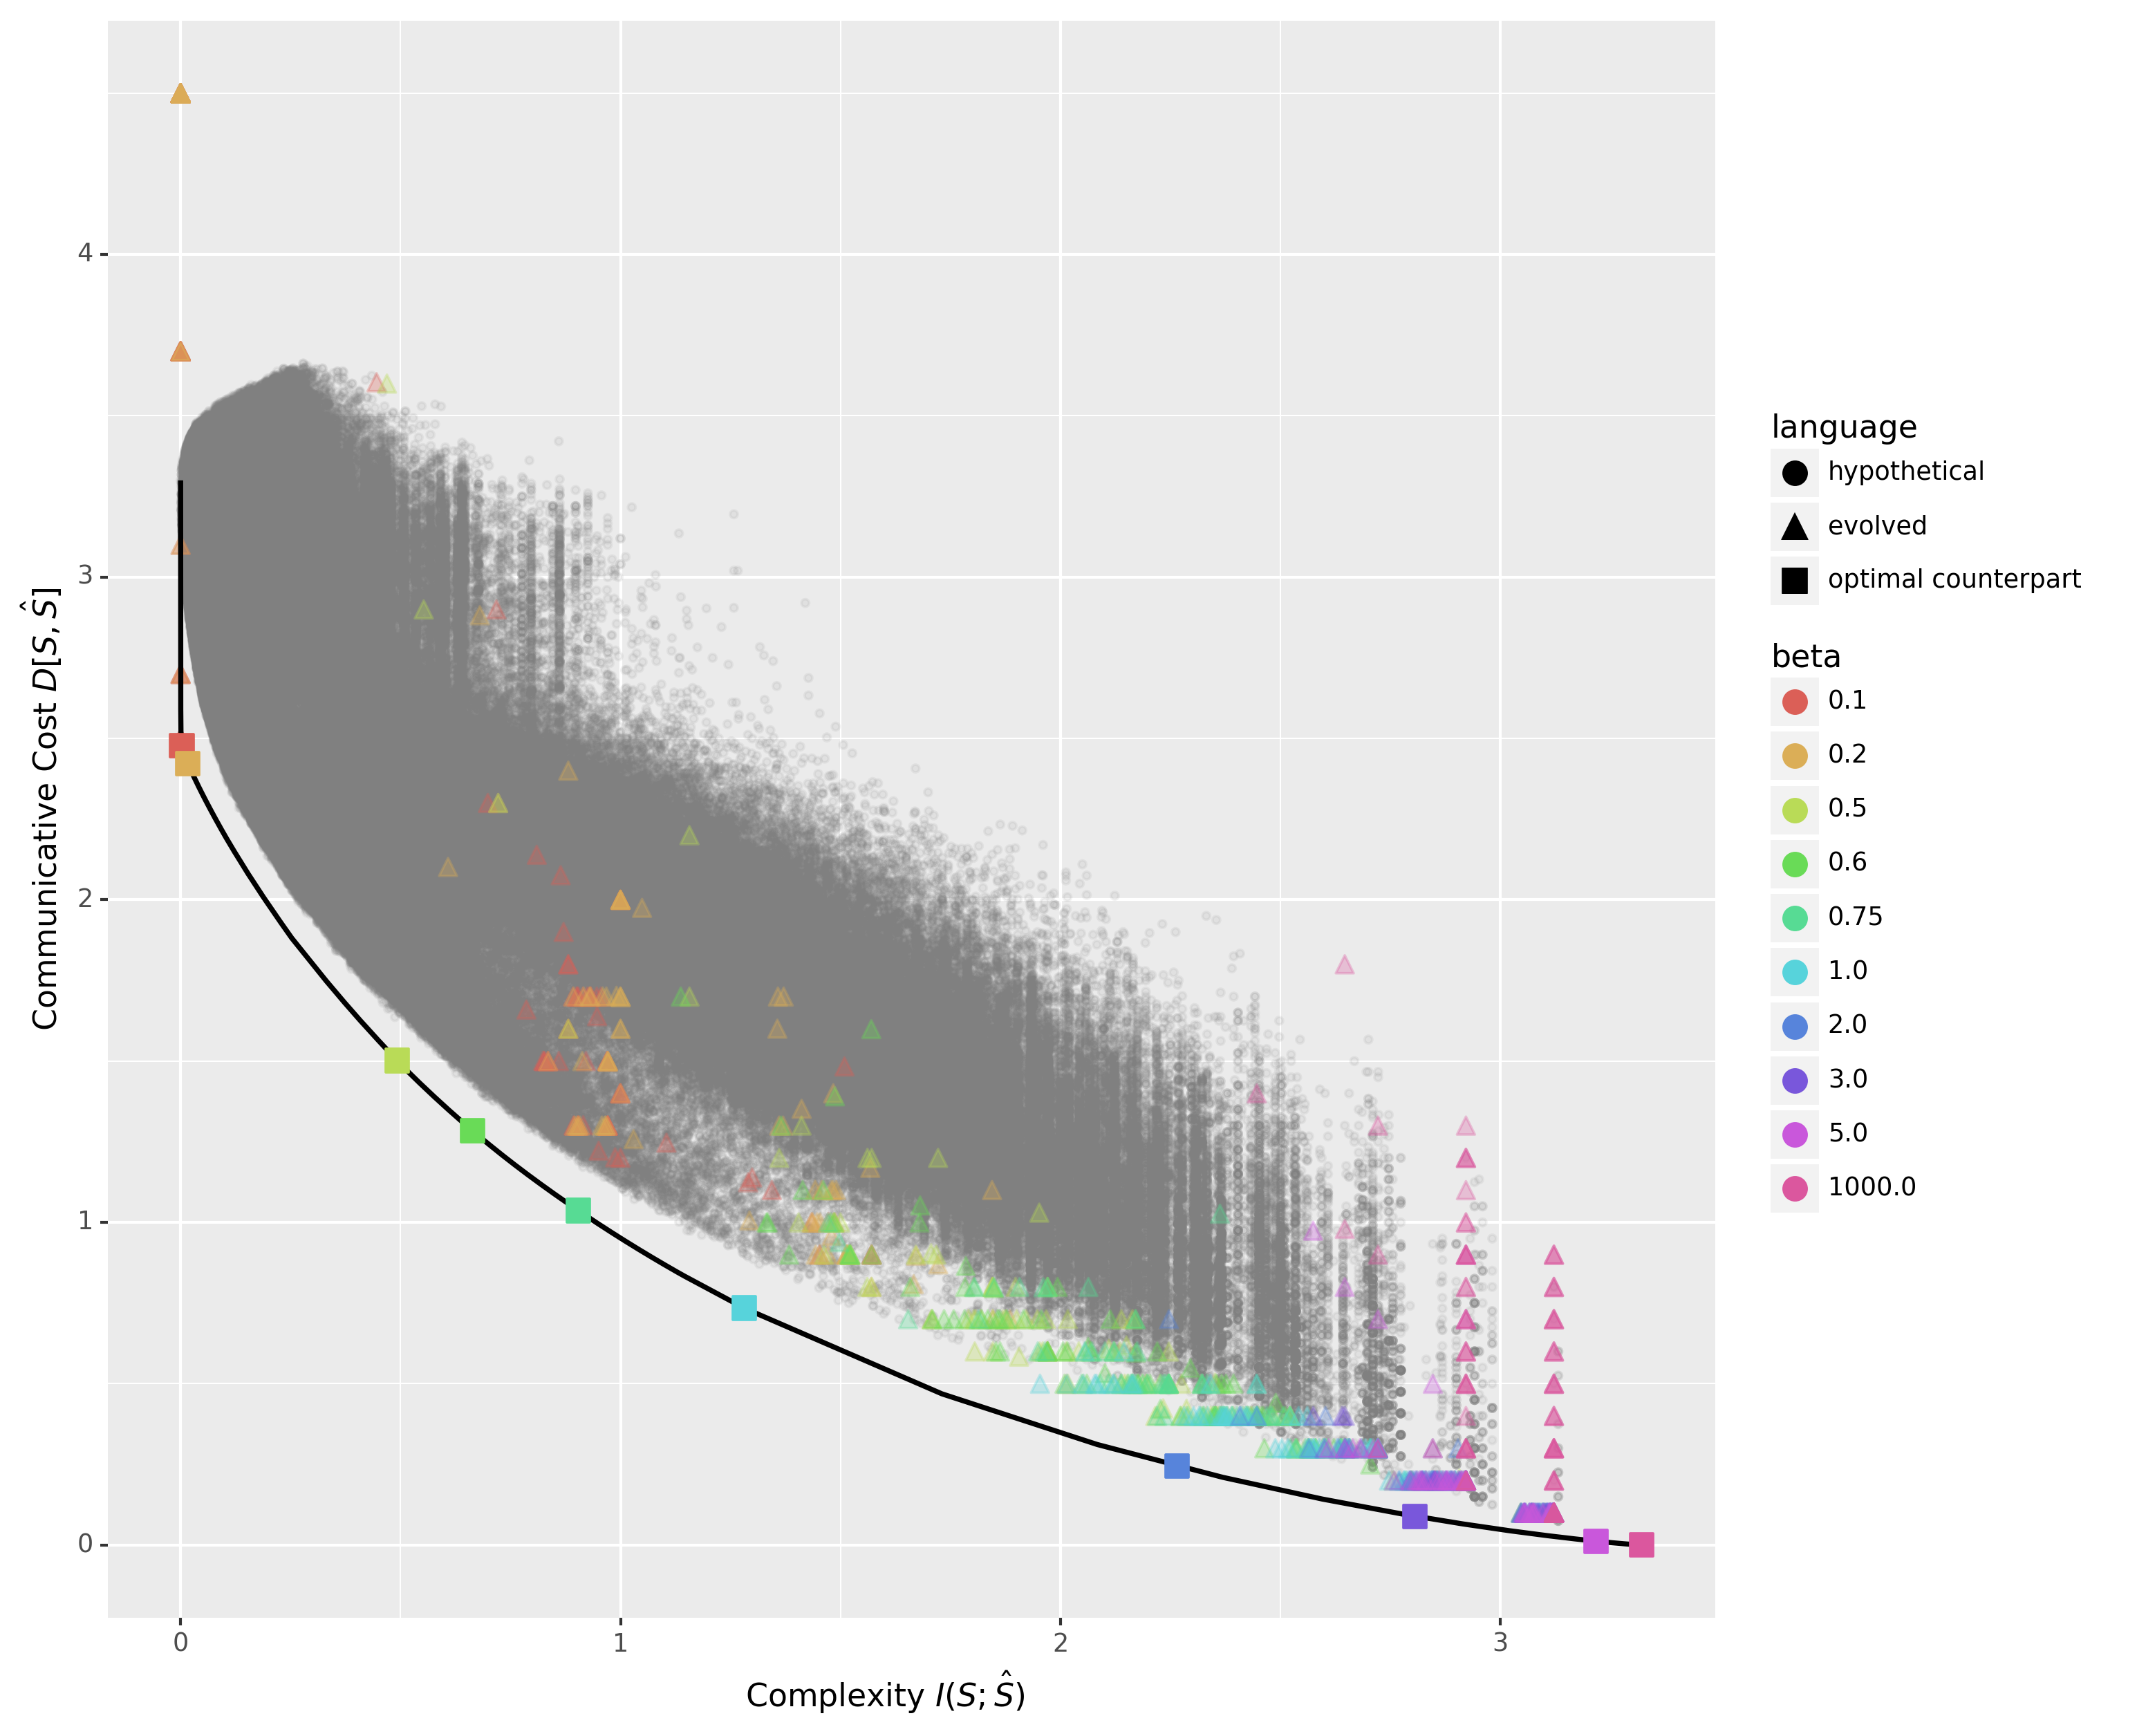 4
3
2
1
0
0
1
2
3
Communicative Cost D[S, Ŝ]
Complexity I(S; Ŝ)
language
hypothetical
evolved
optimal counterpart
beta
0.1
0.2
0.5
0.6
0.75
1.0
2.0
3.0
5.0
1000.0